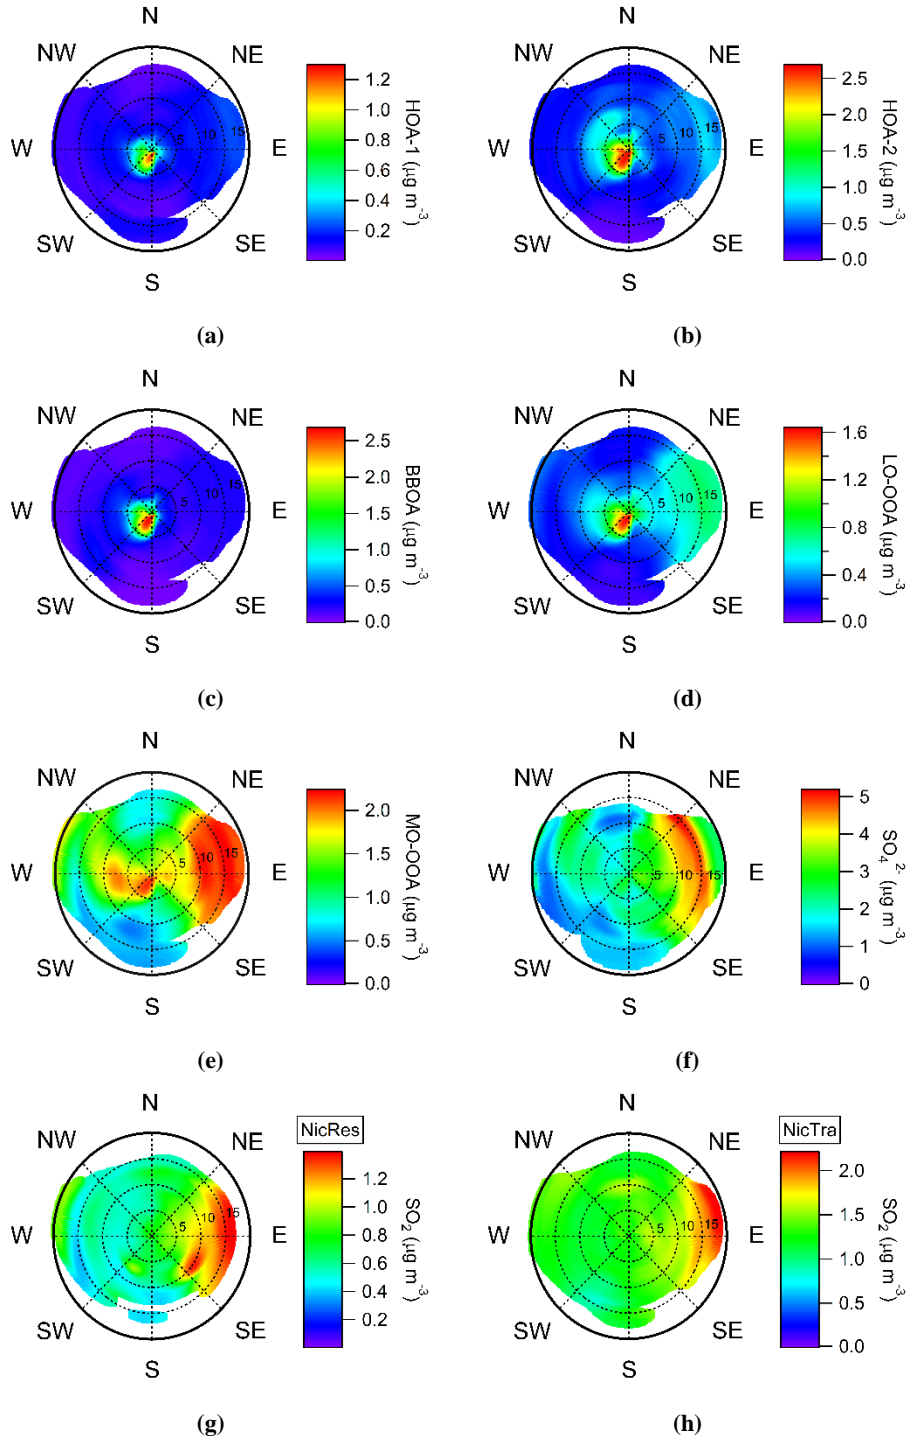 N
NW
NE
W
E
SW
SE
S
5
10
15
1.2
1.0
0.8
0.6
0.4
0.2
HOA-1 (µg m⁻³)
(a)
N
NW
NE
W
E
SW
SE
S
5
10
15
2.5
2.0
1.5
1.0
0.5
0.0
HOA-2 (µg m⁻³)
(b)
N
NW
NE
W
E
SW
SE
S
5
10
15
2.5
2.0
1.5
1.0
0.5
0.0
BBOA (µg m⁻³)
(c)
N
NW
NE
W
E
SW
SE
S
5
10
15
1.6
1.2
0.8
0.4
0.0
LO-OOA (µg m⁻³)
(d)
N
NW
NE
W
E
SW
SE
S
5
10
15
2.0
1.5
1.0
0.5
0.0
MO-OOA (µg m⁻³)
(e)
N
NW
NE
W
E
SW
SE
S
5
10
15
5
4
3
2
1
0
SO₄²⁻ (µg m⁻³)
(f)
N
NicRes
NW
NE
W
E
SW
SE
S
5
10
15
1.2
1.0
0.8
0.6
0.4
0.2
SO₂ (µg m⁻³)
(g)
N
NicTra
NW
NE
W
E
SW
SE
S
5
10
15
2.0
1.5
1.0
0.5
0.0
SO₂ (µg m⁻³)
(h)